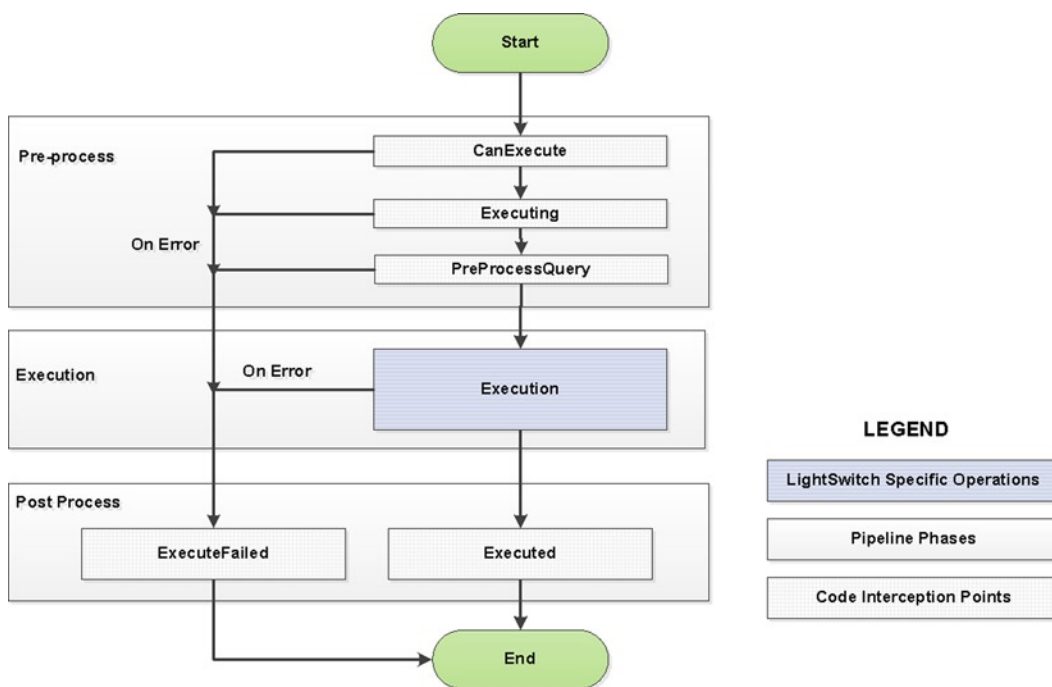 Start
Pre-process
CanExecute
Executing
On Error
PreProcessQuery
Execution
On Error
Execution
LEGEND
LightSwitch Specific Operations
Post Process
Pipeline Phases
ExecuteFailed
Executed
Code Interception Points
End